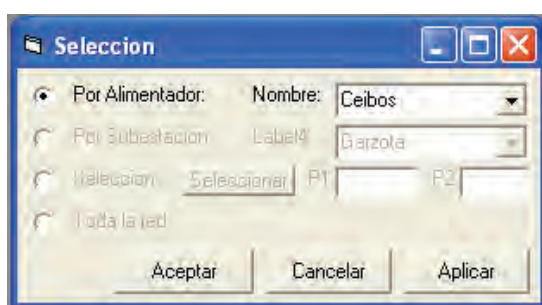 Seleccion
Por Alimentador: Nombre: Ceibos
Por Subestacion Label4 Garzota
Seleccion Seleccionar P1 P2
Toda la red
Aceptar Cancelar Aplicar